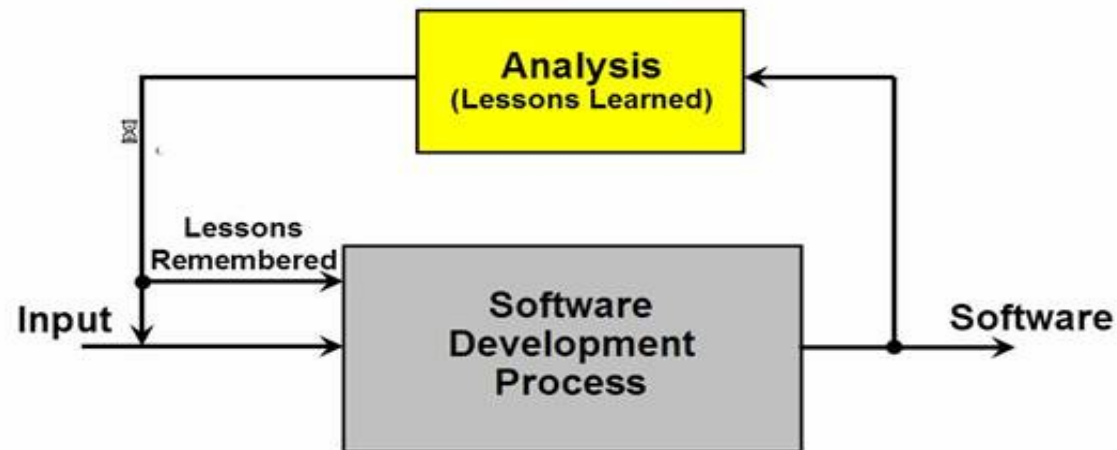 Analysis
(Lessons Learned)
Lessons
Remembered
Input
Software
Development
Process
Software